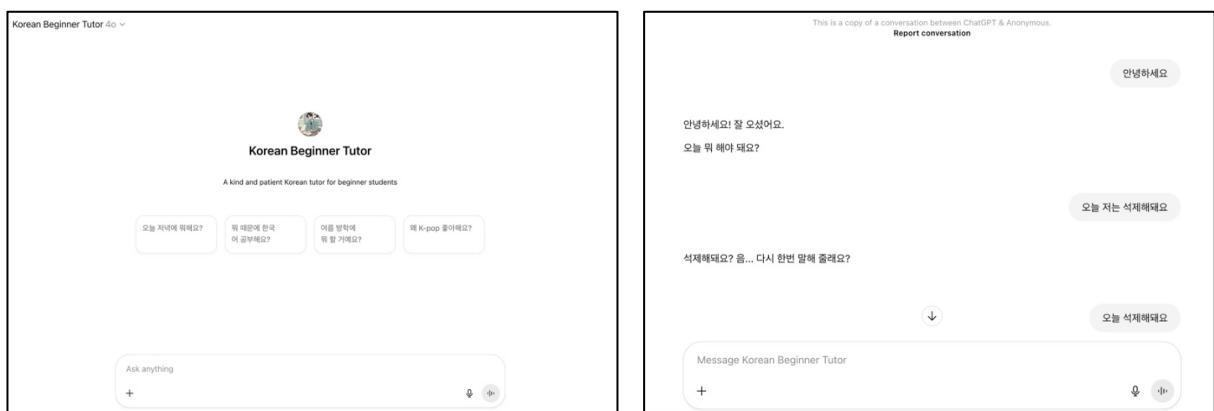 Korean Beginner Tutor 4o
Korean Beginner Tutor
A kind and patient Korean tutor for beginner students
오늘 저녁에 뭐해요?
뭐 때문에 한국
어 공부해요?
여름 방학에
뭐 할 거예요?
왜 K-pop 좋아해요?
Ask anything
This is a copy of a conversation between ChatGPT & Anonymous.
Report conversation
안녕하세요
안녕하세요! 잘 오셨어요.
오늘 뭐 해야 돼요?
오늘 저는 석제해돼요
석제해돼요? 음... 다시 한번 말해 줄래요?
오늘 석제해돼요
Message Korean Beginner Tutor